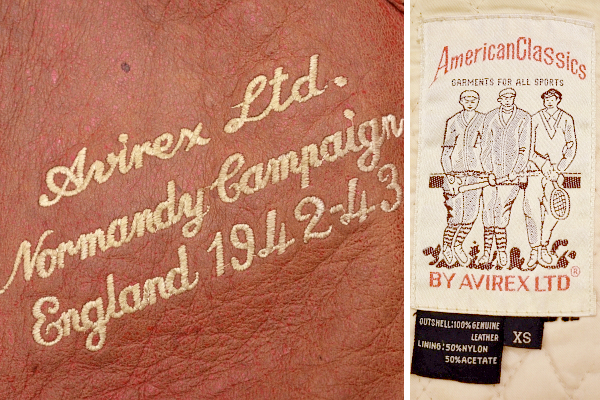 Avirex Ltd.
Normandy Campaign
England 1942-43
AmericanClassics
GARMENTS FOR ALL SPORTS
BY AVIREX LTD®
OUTSHELL:100% GENUINE
LEATHER
LINING:50% NYLON
50% ACETATE
XS